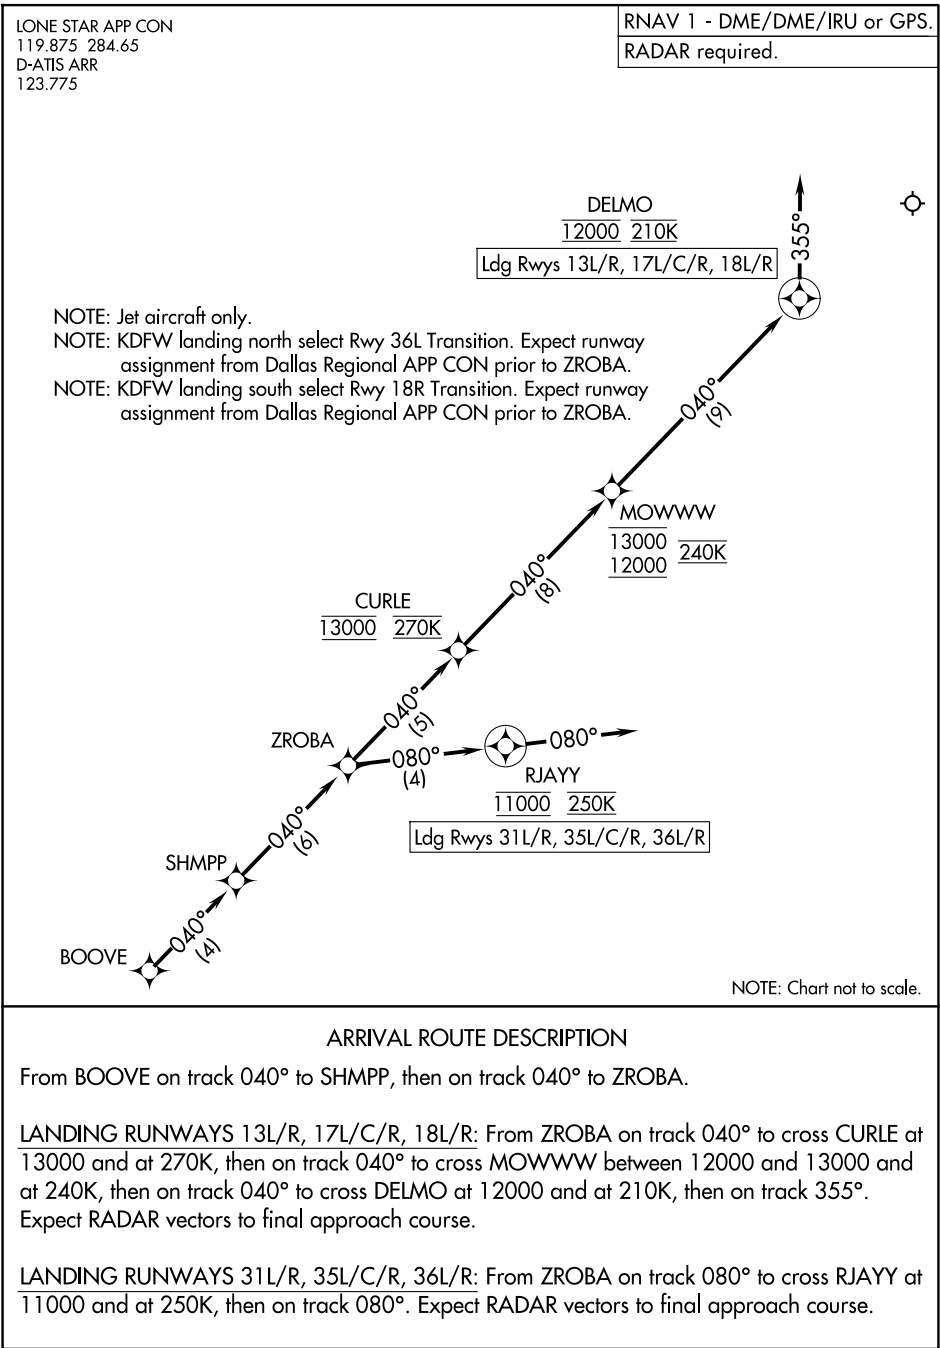 LONE STAR APP CON
119.875 284.65
D-ATIS ARR
123.775
RNAV 1 - DME/DME/IRU or GPS.
RADAR required.
DELMO
12000 210K
Ldg Rwys 13L/R, 17L/C/R, 18L/R
355°
NOTE: Jet aircraft only.
NOTE: KDFW landing north select Rwy 36L Transition. Expect runway
assignment from Dallas Regional APP CON prior to ZROBA.
NOTE: KDFW landing south select Rwy 18R Transition. Expect runway
assignment from Dallas Regional APP CON prior to ZROBA.
040°
(9)
MOWWW
13000
12000 240K
040°
(8)
CURLE
13000 270K
040°
(5)
ZROBA
080°
(4)
080°
RJAYY
11000 250K
Ldg Rwys 31L/R, 35L/C/R, 36L/R
040°
(6)
SHMPP
040°
(4)
BOOVE
NOTE: Chart not to scale.
ARRIVAL ROUTE DESCRIPTION
From BOOVE on track 040° to SHMPP, then on track 040° to ZROBA.
LANDING RUNWAYS 13L/R, 17L/C/R, 18L/R: From ZROBA on track 040° to cross CURLE at
13000 and at 270K, then on track 040° to cross MOWWW between 12000 and 13000 and
at 240K, then on track 040° to cross DELMO at 12000 and at 210K, then on track 355°.
Expect RADAR vectors to final approach course.
LANDING RUNWAYS 31L/R, 35L/C/R, 36L/R: From ZROBA on track 080° to cross RJAYY at
11000 and at 250K, then on track 080°. Expect RADAR vectors to final approach course.